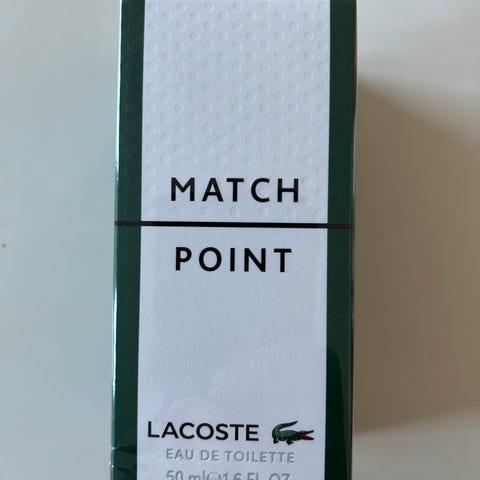 MATCH
POINT
LACOSTE
EAU DE TOILETTE
50 ml℮1.6 FL.OZ